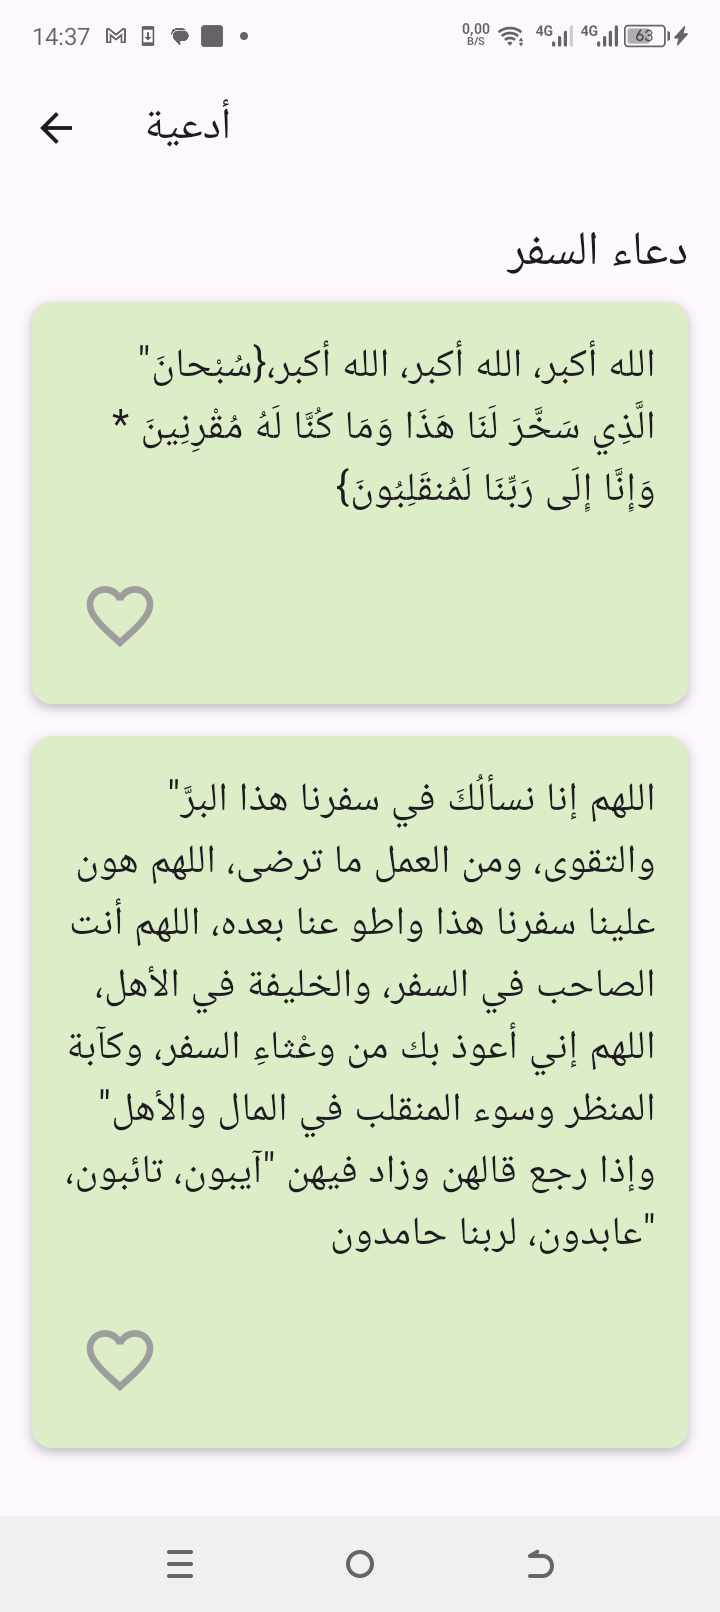 14:37
0,00 B/S 4G 4G 63
أدعية
دعاء السفر
الله أكبر، الله أكبر، الله أكبر،{سُبْحانَ"
الَّذِي سَخَّرَ لَنَا هَذَا وَمَا كُنَّا لَهُ مُقْرِنِينَ *
وَإِنَّا إِلَى رَبِّنَا لَمُنقَلِبُونَ}
اللهم إنا نسألُكَ في سفرنا هذا البرَّ"
والتقوى، ومن العمل ما ترضى، اللهم هون
علينا سفرنا هذا واطو عنا بعده، اللهم أنت
الصاحب في السفر، والخليفة في الأهل،
اللهم إني أعوذ بك من وعْثاءِ السفر، وكآبة
المنظر وسوء المنقلب في المال والأهل"
وإذا رجع قالهن وزاد فيهن "آيبون، تائبون،
"عابدون، لربنا حامدون